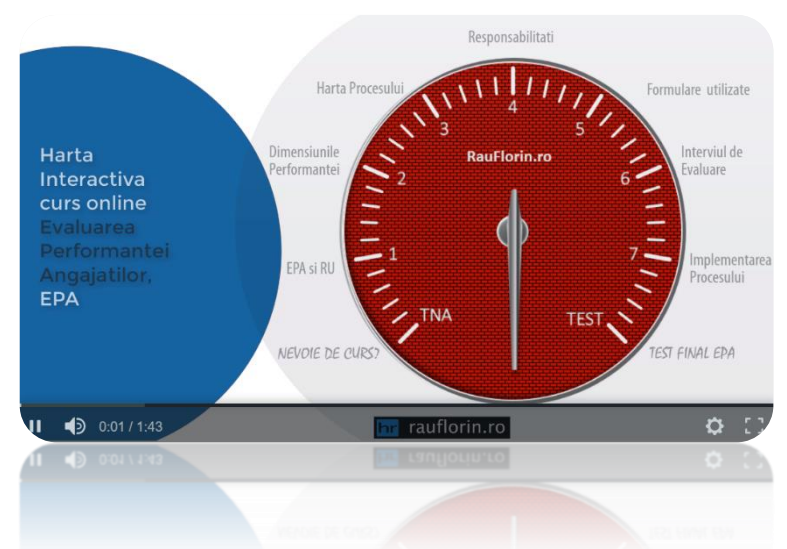 Harta
Interactiva
curs online
Evaluarea
Performantei
Angajatilor,
EPA
Responsabilitati
Harta Procesului
Formulare utilizate
Dimensiunile
Performantei
Interviul de
Evaluare
EPA si RU
Implementarea
Procesului
NEVOIE DE CURS?
TEST FINAL EPA
RauFlorin.ro
TNA
1
2
3
4
5
6
7
TEST
0:01 / 1:43
hr rauflorin.ro